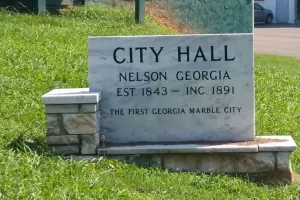 CITY HALL
NELSON GEORGIA
EST. 1843 – INC 1891
THE FIRST GEORGIA MARBLE CITY